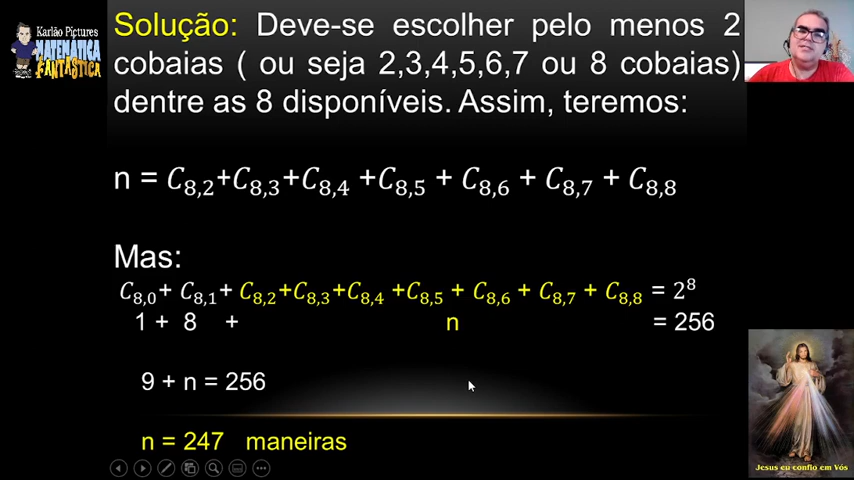 Karlão Pictures
MATEMÁTICA
FANTÁSTICA
Solução: Deve-se escolher pelo menos 2
cobaias ( ou seja 2,3,4,5,6,7 ou 8 cobaias)
dentre as 8 disponíveis. Assim, teremos:
n = C₈,₂+C₈,₃+C₈,₄ +C₈,₅ + C₈,₆ + C₈,₇ + C₈,₈
Mas:
C₈,₀+ C₈,₁+ C₈,₂+C₈,₃+C₈,₄ +C₈,₅ + C₈,₆ + C₈,₇ + C₈,₈ = 2⁸
1 + 8 + n = 256
9 + n = 256
n = 247 maneiras
Jesus eu confio em Vós